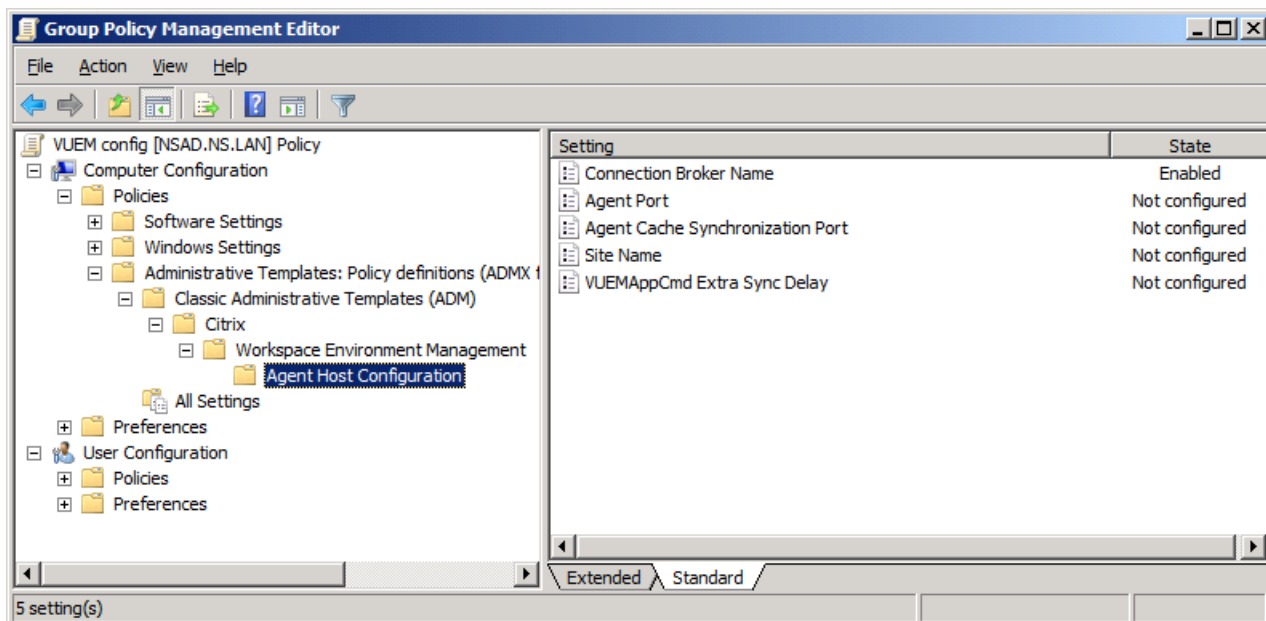 Group Policy Management Editor
File Action View Help
VUEM config [NSAD.NS.LAN] Policy
Computer Configuration
Policies
Software Settings
Windows Settings
Administrative Templates: Policy definitions (ADMX f
Classic Administrative Templates (ADM)
Citrix
Workspace Environment Management
Agent Host Configuration
All Settings
Preferences
User Configuration
Policies
Preferences
Setting State
Connection Broker Name Enabled
Agent Port Not configured
Agent Cache Synchronization Port Not configured
Site Name Not configured
VUEMAppCmd Extra Sync Delay Not configured
Extended Standard
5 setting(s)